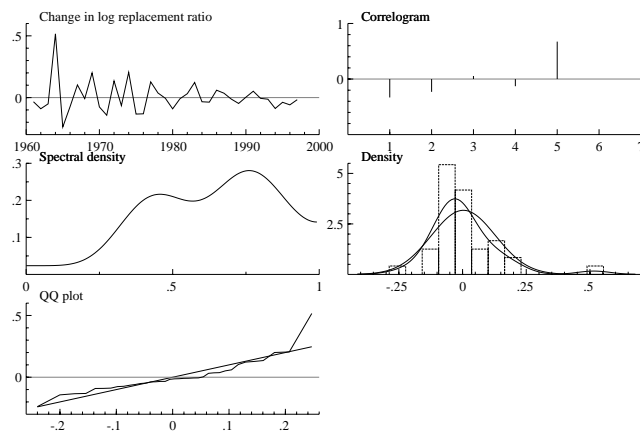 Change in log replacement ratio
.5
0
1960 1970 1980 1990 2000
Correlogram
1
0
1 2 3 4 5 6 7
Spectral density
.3
.2
.1
0 .5 1
Density
5
2.5
-.25 0 .25 .5
QQ plot
.5
0
-.2 -.1 0 .1 .2